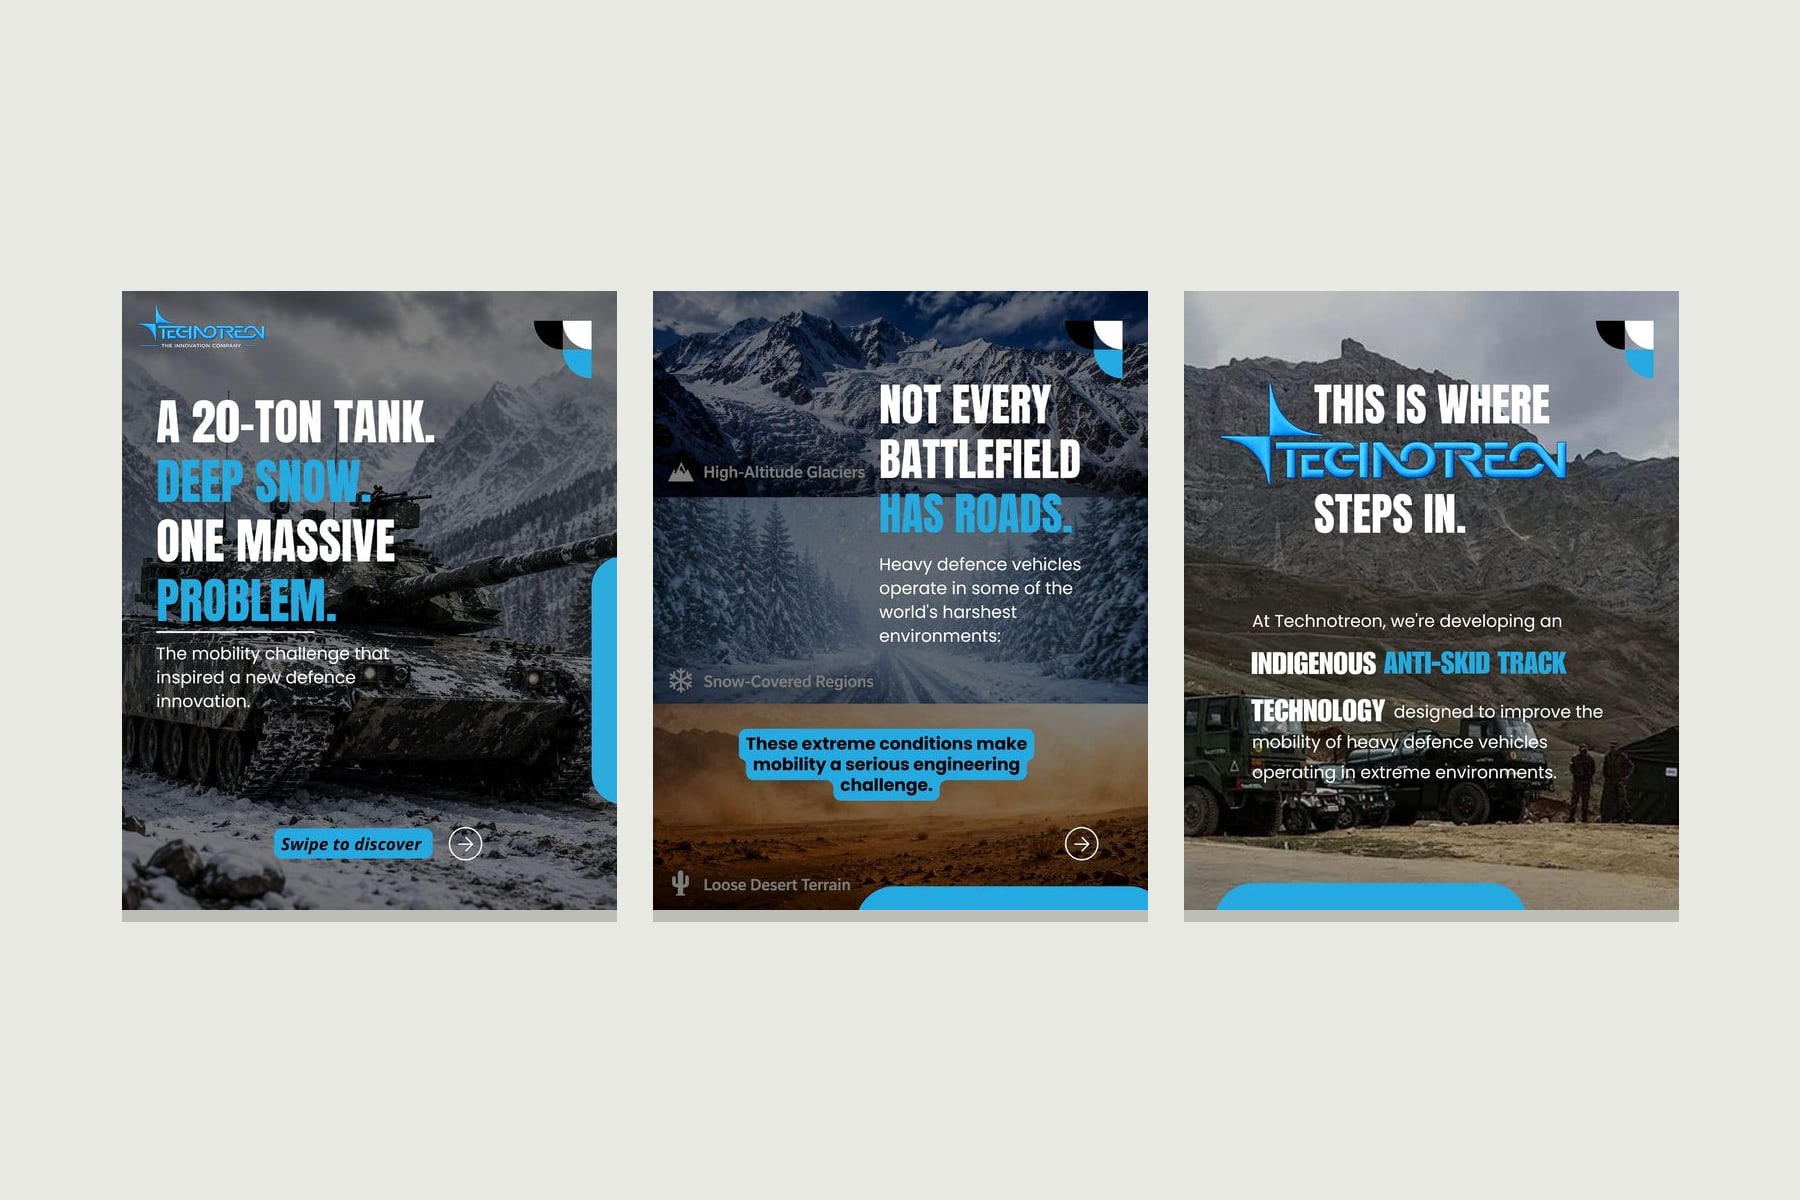 TECHNOTREON
THE INNOVATION COMPANY
A 20-TON TANK.
DEEP SNOW.
ONE MASSIVE
PROBLEM.
The mobility challenge that
inspired a new defence
innovation.
Swipe to discover
NOT EVERY
BATTLEFIELD
HAS ROADS.
High-Altitude Glaciers
Heavy defence vehicles
operate in some of the
world's harshest
environments:
Snow-Covered Regions
These extreme conditions make
mobility a serious engineering
challenge.
Loose Desert Terrain
THIS IS WHERE
TECHNOTREON
STEPS IN.
At Technotreon, we're developing an
INDIGENOUS ANTI-SKID TRACK
TECHNOLOGY designed to improve the
mobility of heavy defence vehicles
operating in extreme environments.